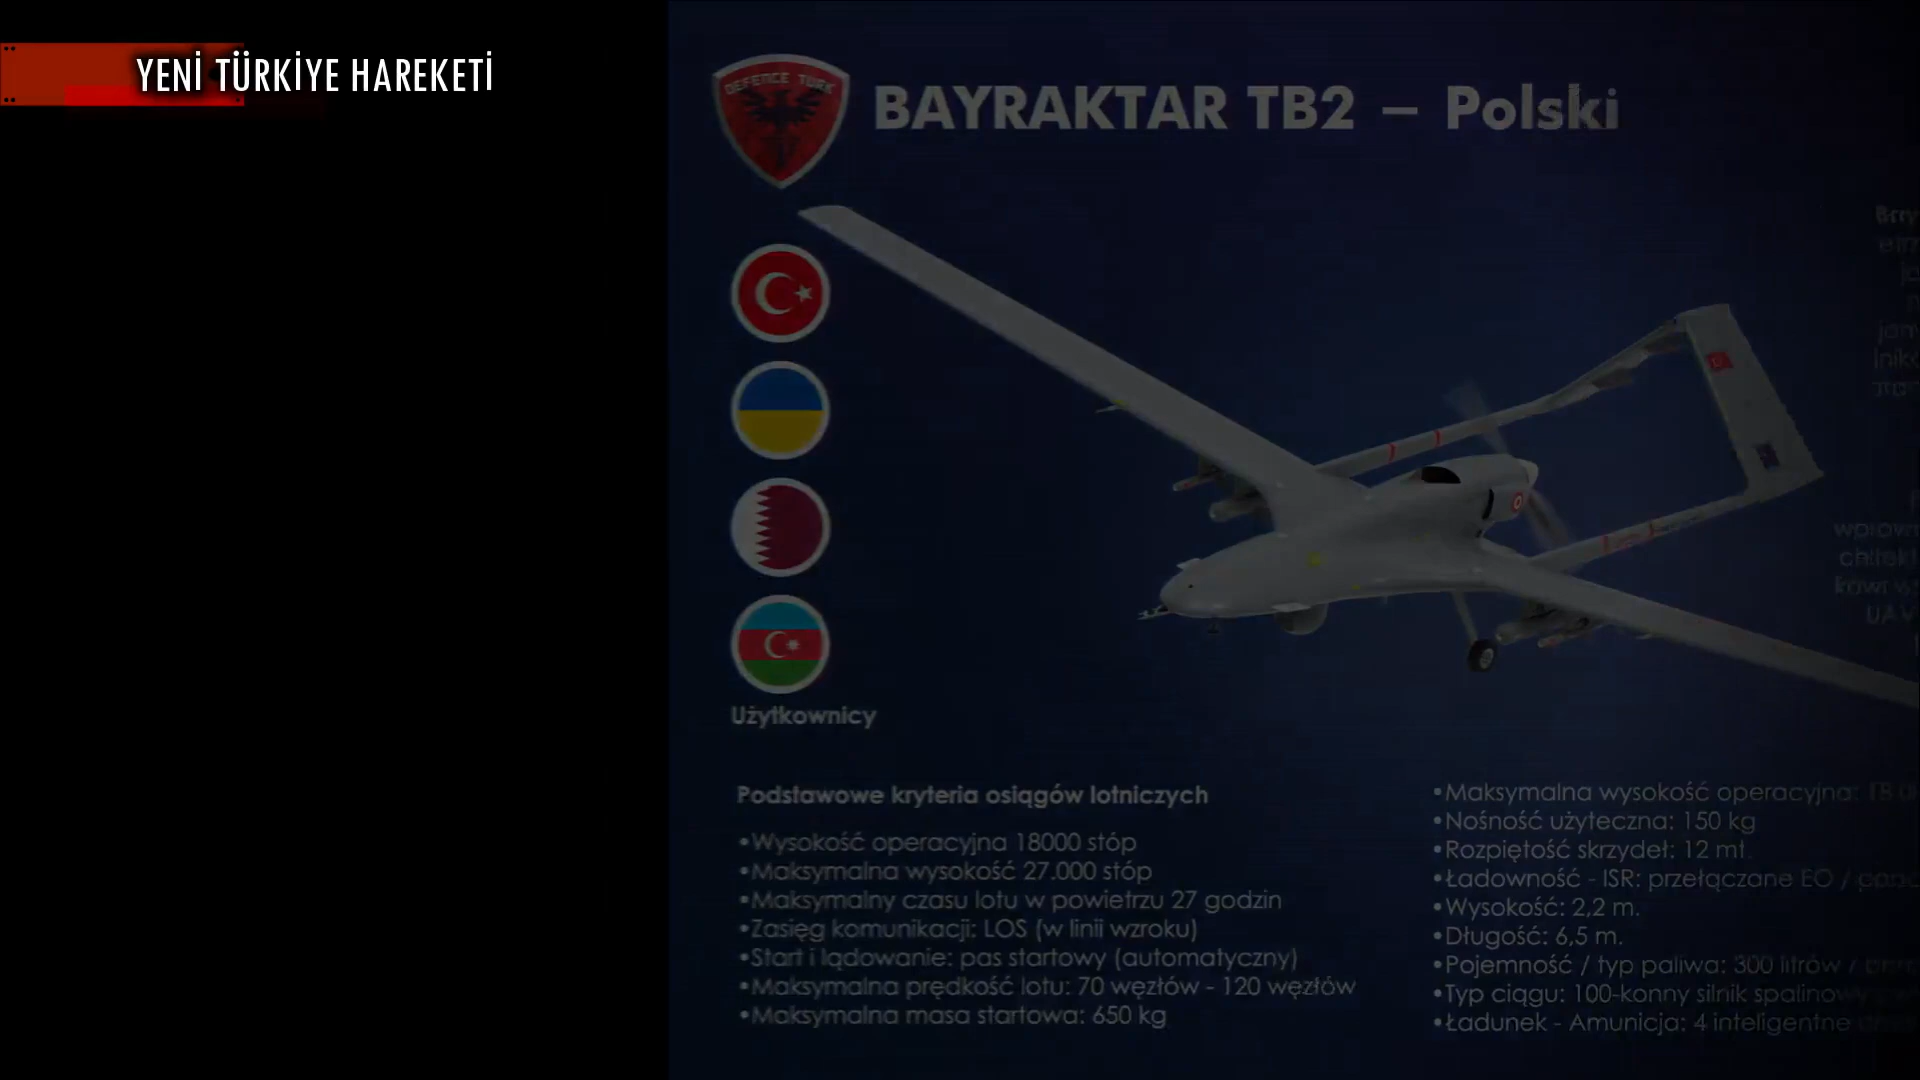 YENİ TÜRKİYE HAREKETİ
DEFENCE TURK
BAYRAKTAR TB2 – Polski
Użytkownicy
Podstawowe kryteria osiągów lotniczych
•Wysokość operacyjna 18000 stóp
•Maksymalna wysokość 27.000 stóp
•Maksymalny czasu lotu w powietrzu 27 godzin
•Zasięg komunikacji: LOS (w linii wzroku)
•Start i lądowanie: pas startowy (automatyczny)
•Maksymalna prędkość lotu: 70 węzłów - 120 węzłów
•Maksymalna masa startowa: 650 kg
•Maksymalna wysokość operacyjna:
•Nośność użyteczna: 150 kg
•Rozpiętość skrzydeł: 12 mt.
•Ładowność - ISR: przełączane EO /
•Wysokość: 2,2 m.
•Długość: 6,5 m.
•Pojemność / typ paliwa: 300 litrów /
•Typ ciągu: 100-konny silnik spalinowy
•Ładunek - Amunicja: 4 inteligentne